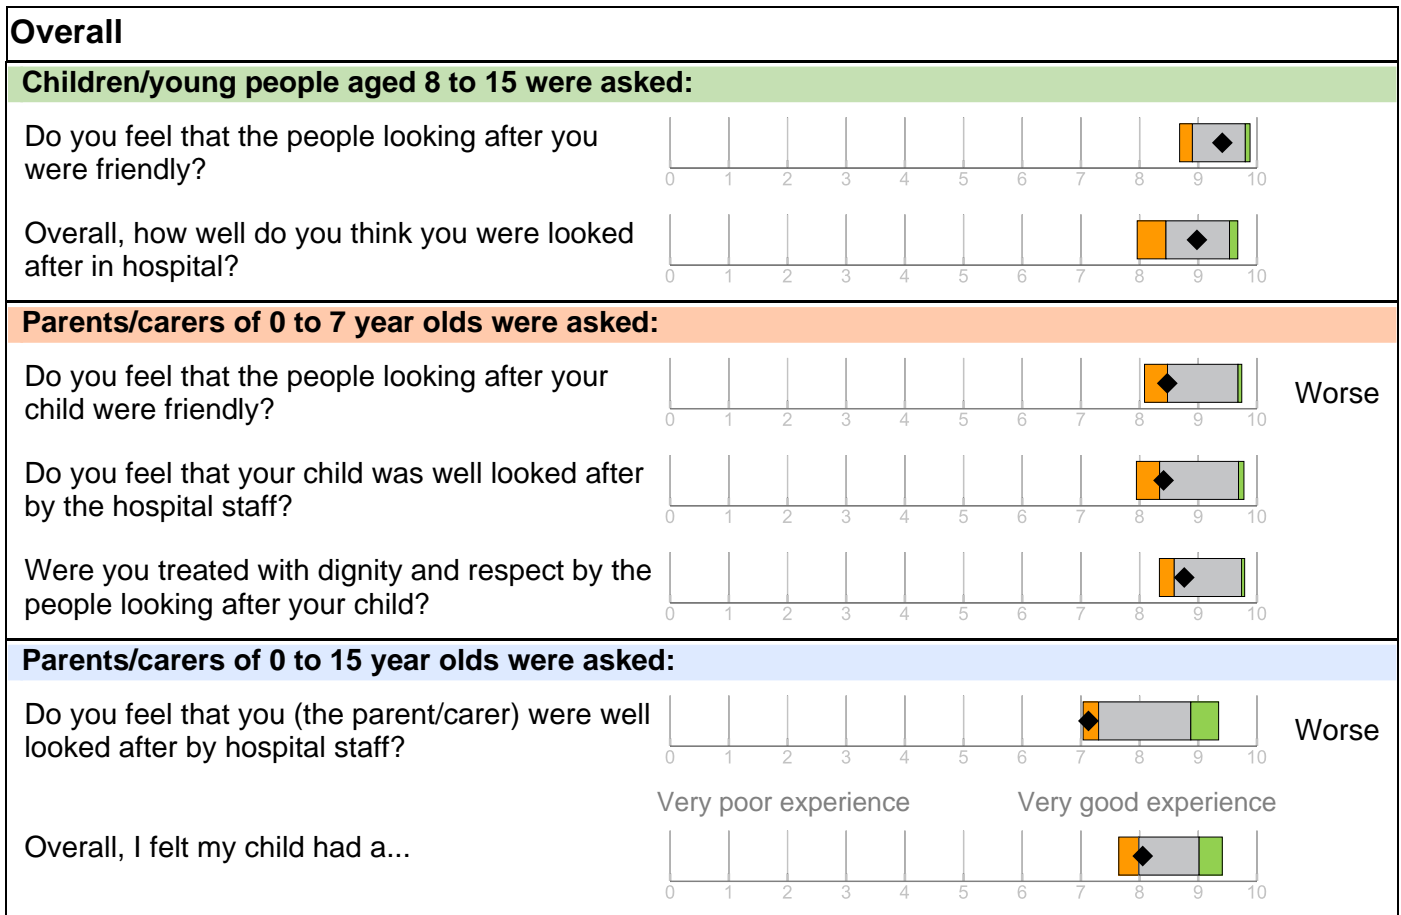 Overall
Children/young people aged 8 to 15 were asked:
Do you feel that the people looking after you
were friendly?
0 1 2 3 4 5 6 7 8 9 10
Overall, how well do you think you were looked
after in hospital?
0 1 2 3 4 5 6 7 8 9 10
Parents/carers of 0 to 7 year olds were asked:
Do you feel that the people looking after your
child were friendly?
Worse
0 1 2 3 4 5 6 7 8 9 10
Do you feel that your child was well looked after
by the hospital staff?
0 1 2 3 4 5 6 7 8 9 10
Were you treated with dignity and respect by the
people looking after your child?
0 1 2 3 4 5 6 7 8 9 10
Parents/carers of 0 to 15 year olds were asked:
Do you feel that you (the parent/carer) were well
looked after by hospital staff?
Worse
0 1 2 3 4 5 6 7 8 9 10
Very poor experience Very good experience
Overall, I felt my child had a...
0 1 2 3 4 5 6 7 8 9 10